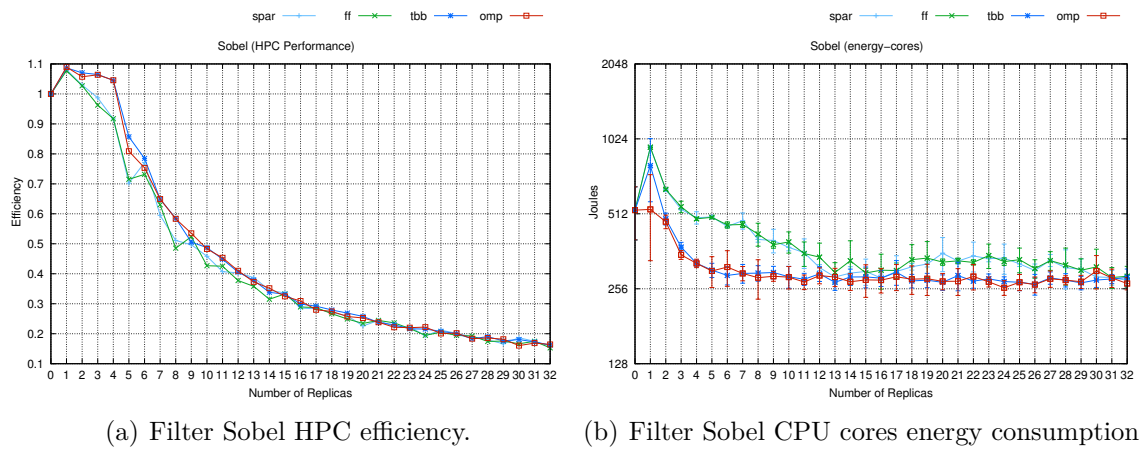 spar ff tbb omp
Sobel (HPC Performance)
Efficiency
1.1
1
0.9
0.8
0.7
0.6
0.5
0.4
0.3
0.2
0.1
0 1 2 3 4 5 6 7 8 9 10 11 12 13 14 15 16 17 18 19 20 21 22 23 24 25 26 27 28 29 30 31 32
Number of Replicas
(a) Filter Sobel HPC efficiency.
spar ff tbb omp
Sobel (energy-cores)
Joules
2048
1024
512
256
128
0 1 2 3 4 5 6 7 8 9 10 11 12 13 14 15 16 17 18 19 20 21 22 23 24 25 26 27 28 29 30 31 32
Number of Replicas
(b) Filter Sobel CPU cores energy consumption